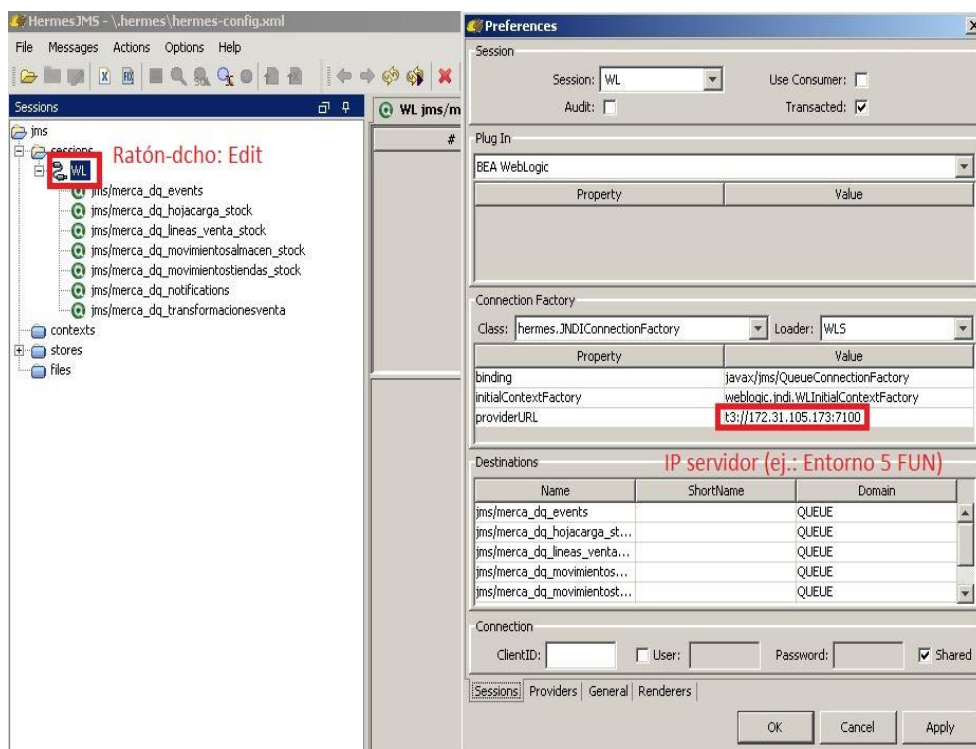 HermesJMS - \.hermes\hermes-config.xml
File Messages Actions Options Help
Sessions
jms
sessions
WL
Ratón-dcho: Edit
jms/merca_dq_events
jms/merca_dq_hojacarga_stock
jms/merca_dq_lineas_venta_stock
jms/merca_dq_movimientosalmacen_stock
jms/merca_dq_movimientostiendas_stock
jms/merca_dq_notifications
jms/merca_dq_transformacionesventa
contexts
stores
files
WL jms/m
#
Preferences
Session
Session: WL Use Consumer:
Audit: Transacted:
Plug In
BEA WebLogic
Property Value
Connection Factory
Class: hermes.JNDIConnectionFactory Loader: WLS
Property Value
binding javax/jms/QueueConnectionFactory
initialContextFactory weblogic.jndi.WLInitialContextFactory
providerURL t3://172.31.105.173:7100
Destinations
IP servidor (ej.: Entorno 5 FUN)
Name ShortName Domain
jms/merca_dq_events QUEUE
jms/merca_dq_hojacarga_st... QUEUE
jms/merca_dq_lineas_venta... QUEUE
jms/merca_dq_movimientos... QUEUE
jms/merca_dq_movimientost... QUEUE
Connection
ClientID: User: Password: Shared
Sessions Providers General Renderers
OK Cancel Apply